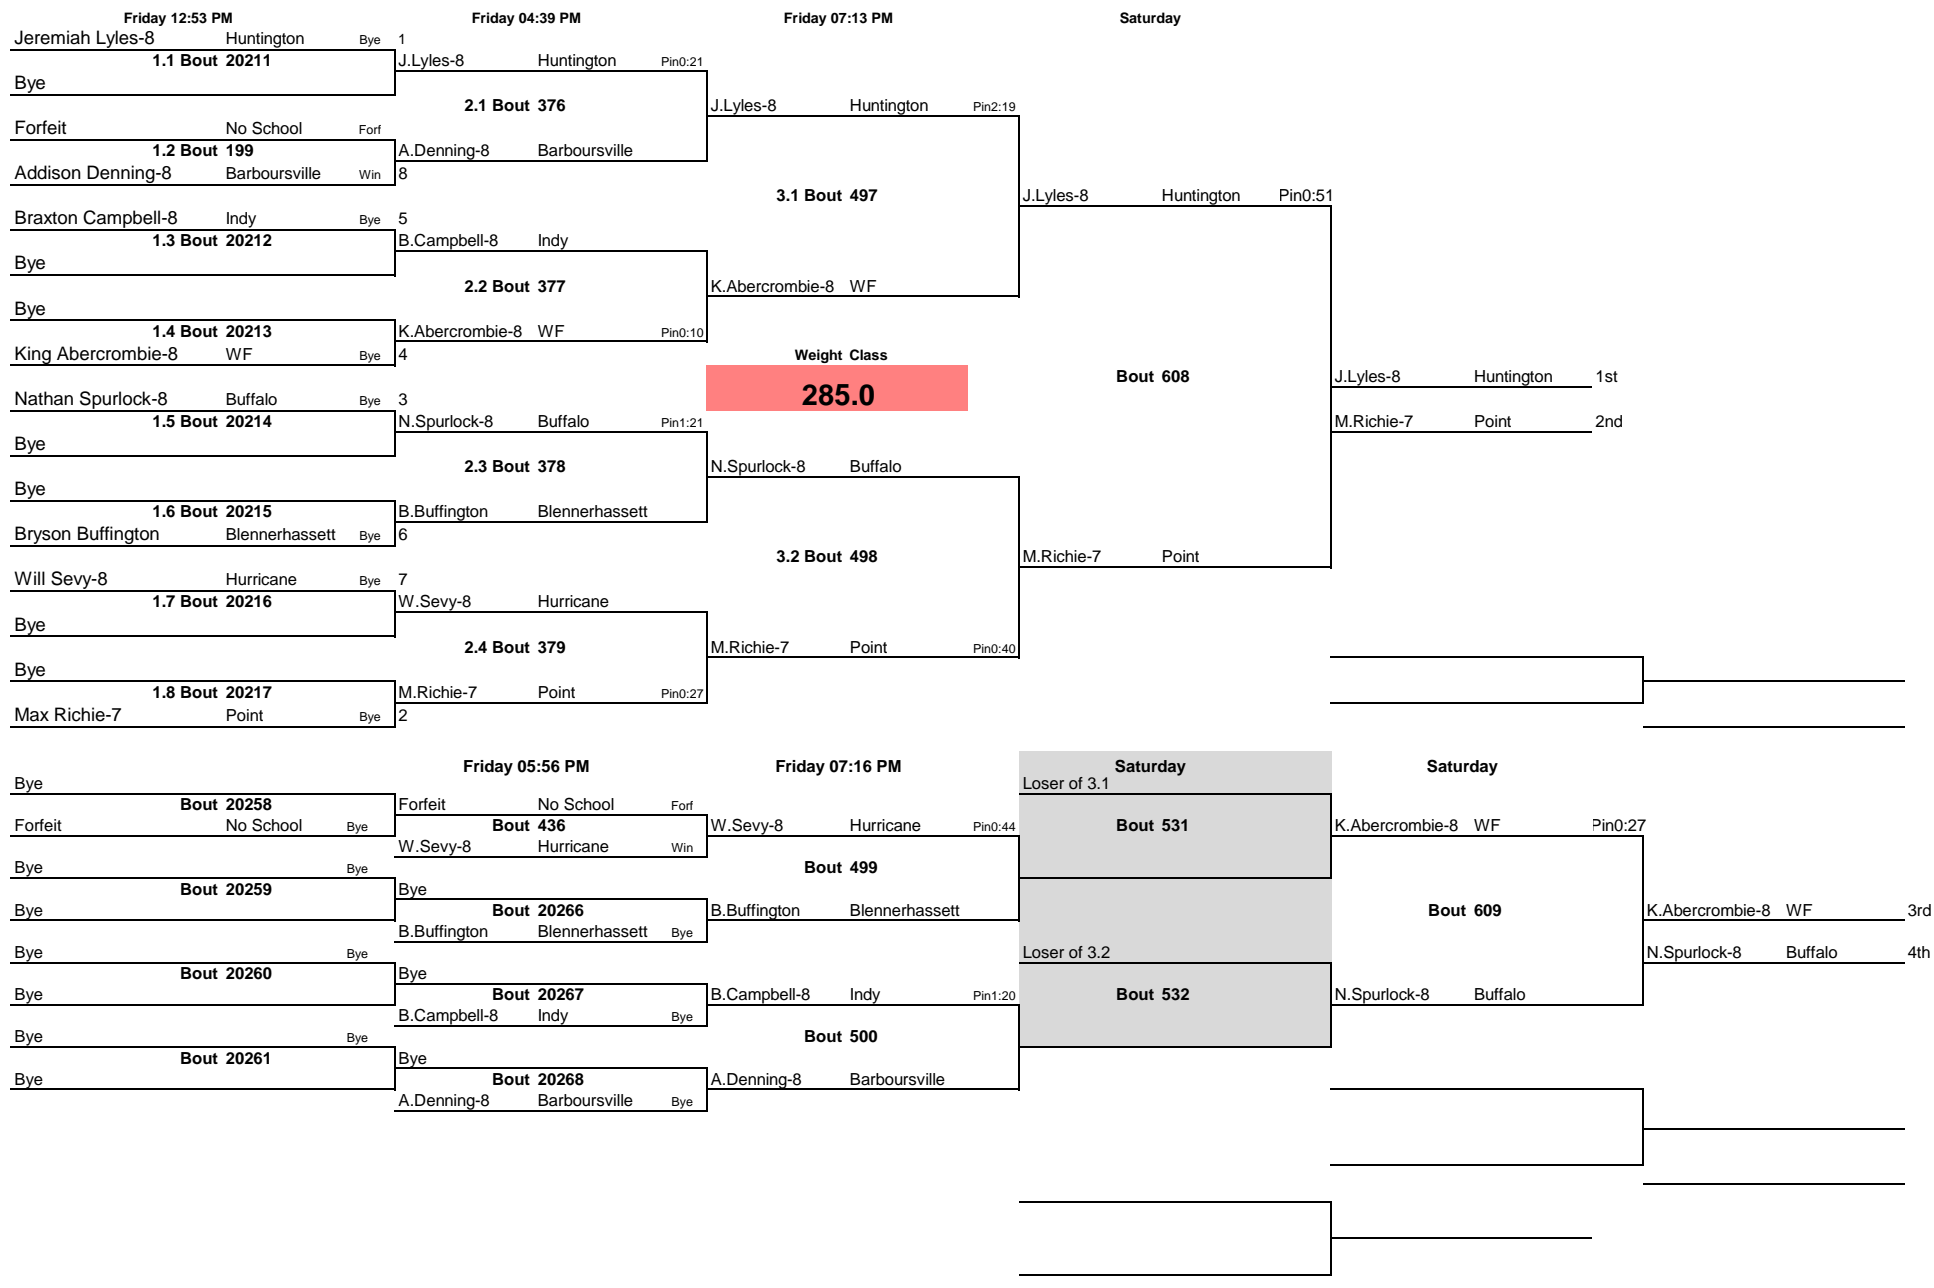 Friday 12:53 PM Friday 04:39 PM Friday 07:13 PM Saturday
Jeremiah Lyles-8 Huntington Bye 1
1.1 Bout 20211 J.Lyles-8 Huntington Pin0:21
Bye
2.1 Bout 376 J.Lyles-8 Huntington Pin2:19
Forfeit No School Forf
1.2 Bout 199 A.Denning-8 Barboursville
Addison Denning-8 Barboursville Win 8
3.1 Bout 497 J.Lyles-8 Huntington Pin0:51
Braxton Campbell-8 Indy Bye 5
1.3 Bout 20212 B.Campbell-8 Indy
Bye
2.2 Bout 377 K.Abercrombie-8 WF
Bye
1.4 Bout 20213 K.Abercrombie-8 WF Pin0:10
King Abercrombie-8 WF Bye 4 Weight Class
Bout 608 J.Lyles-8 Huntington 1st
285.0
Nathan Spurlock-8 Buffalo Bye 3
1.5 Bout 20214 N.Spurlock-8 Buffalo Pin1:21 M.Richie-7 Point 2nd
Bye
2.3 Bout 378 N.Spurlock-8 Buffalo
Bye
1.6 Bout 20215 B.Buffington Blennerhassett
Bryson Buffington Blennerhassett Bye 6
3.2 Bout 498 M.Richie-7 Point
Will Sevy-8 Hurricane Bye 7
1.7 Bout 20216 W.Sevy-8 Hurricane
Bye
2.4 Bout 379 M.Richie-7 Point Pin0:40
Bye
1.8 Bout 20217 M.Richie-7 Point Pin0:27
Max Richie-7 Point Bye 2
Friday 05:56 PM Friday 07:16 PM Saturday Saturday
Bye Loser of 3.1
Bout 20258 Forfeit No School Forf
Forfeit No School Bye Bout 436 W.Sevy-8 Hurricane Pin0:44 Bout 531 K.Abercrombie-8 WF Pin0:27
W.Sevy-8 Hurricane Win
Bye Bye Bout 499
Bout 20259 Bye
Bye Bout 20266 B.Buffington Blennerhassett Bout 609 K.Abercrombie-8 WF 3rd
B.Buffington Blennerhassett Bye
Bye Bye Loser of 3.2 N.Spurlock-8 Buffalo 4th
Bout 20260 Bye
Bye Bout 20267 B.Campbell-8 Indy Pin1:20 Bout 532 N.Spurlock-8 Buffalo
B.Campbell-8 Indy Bye
Bye Bye Bout 500
Bout 20261 Bye
Bye Bout 20268 A.Denning-8 Barboursville
A.Denning-8 Barboursville Bye